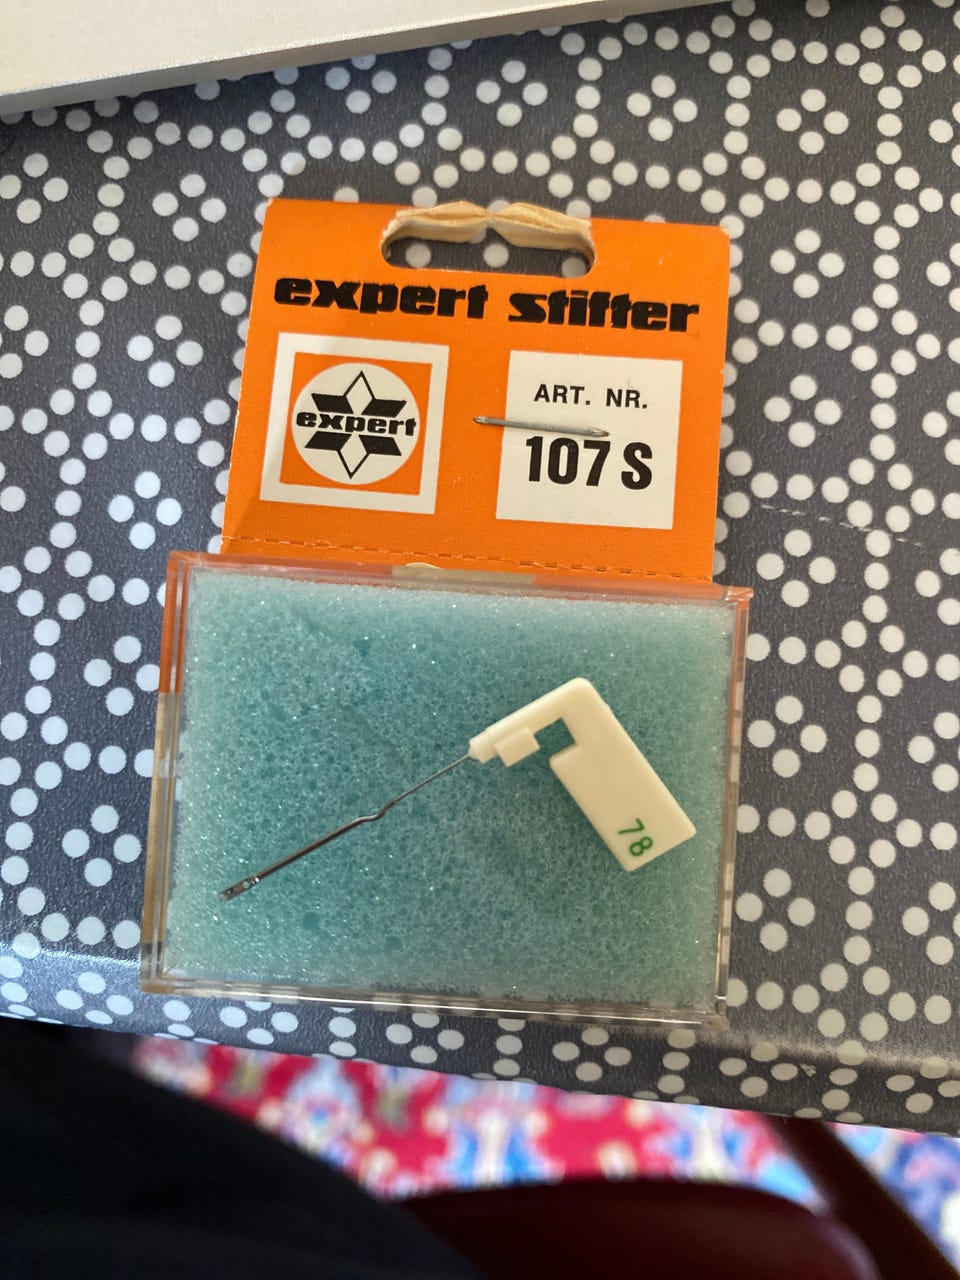 expert stifter
expert
ART. NR.
107 S
78